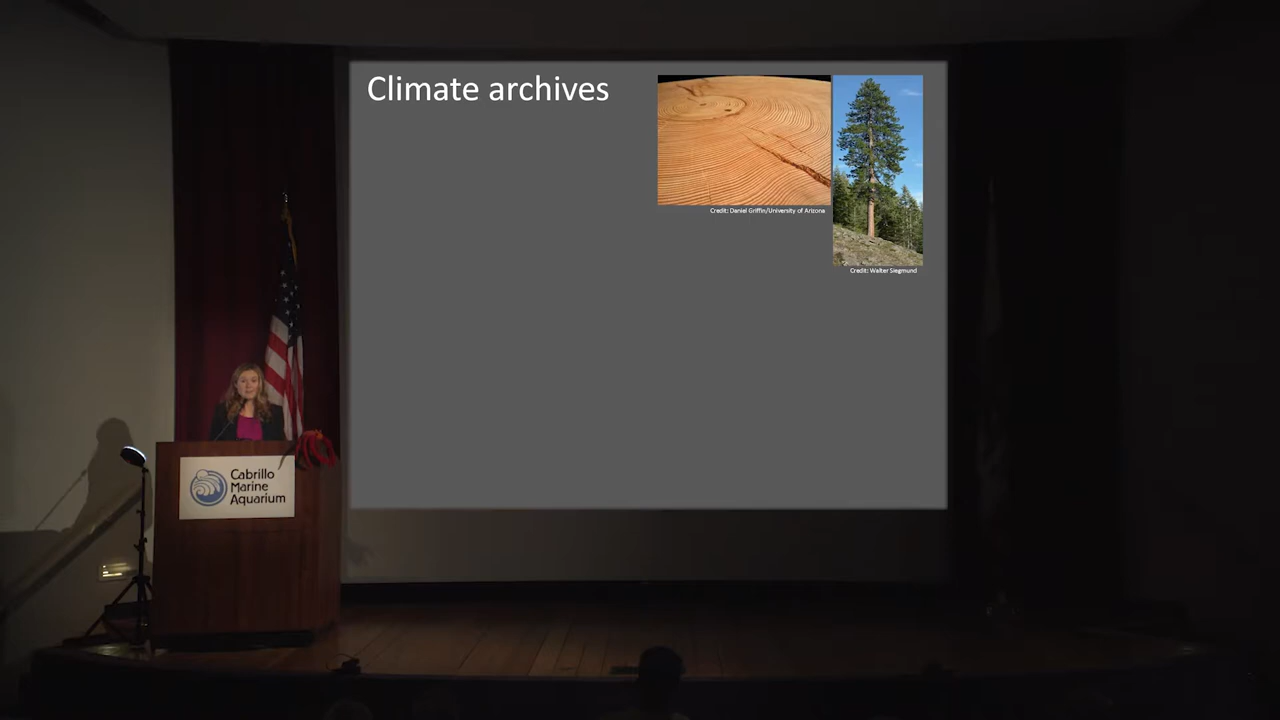 Climate archives
Credit: Daniel Griffin/University of Arizona
Credit: Walter Siegmund
Cabrillo
Marine
Aquarium